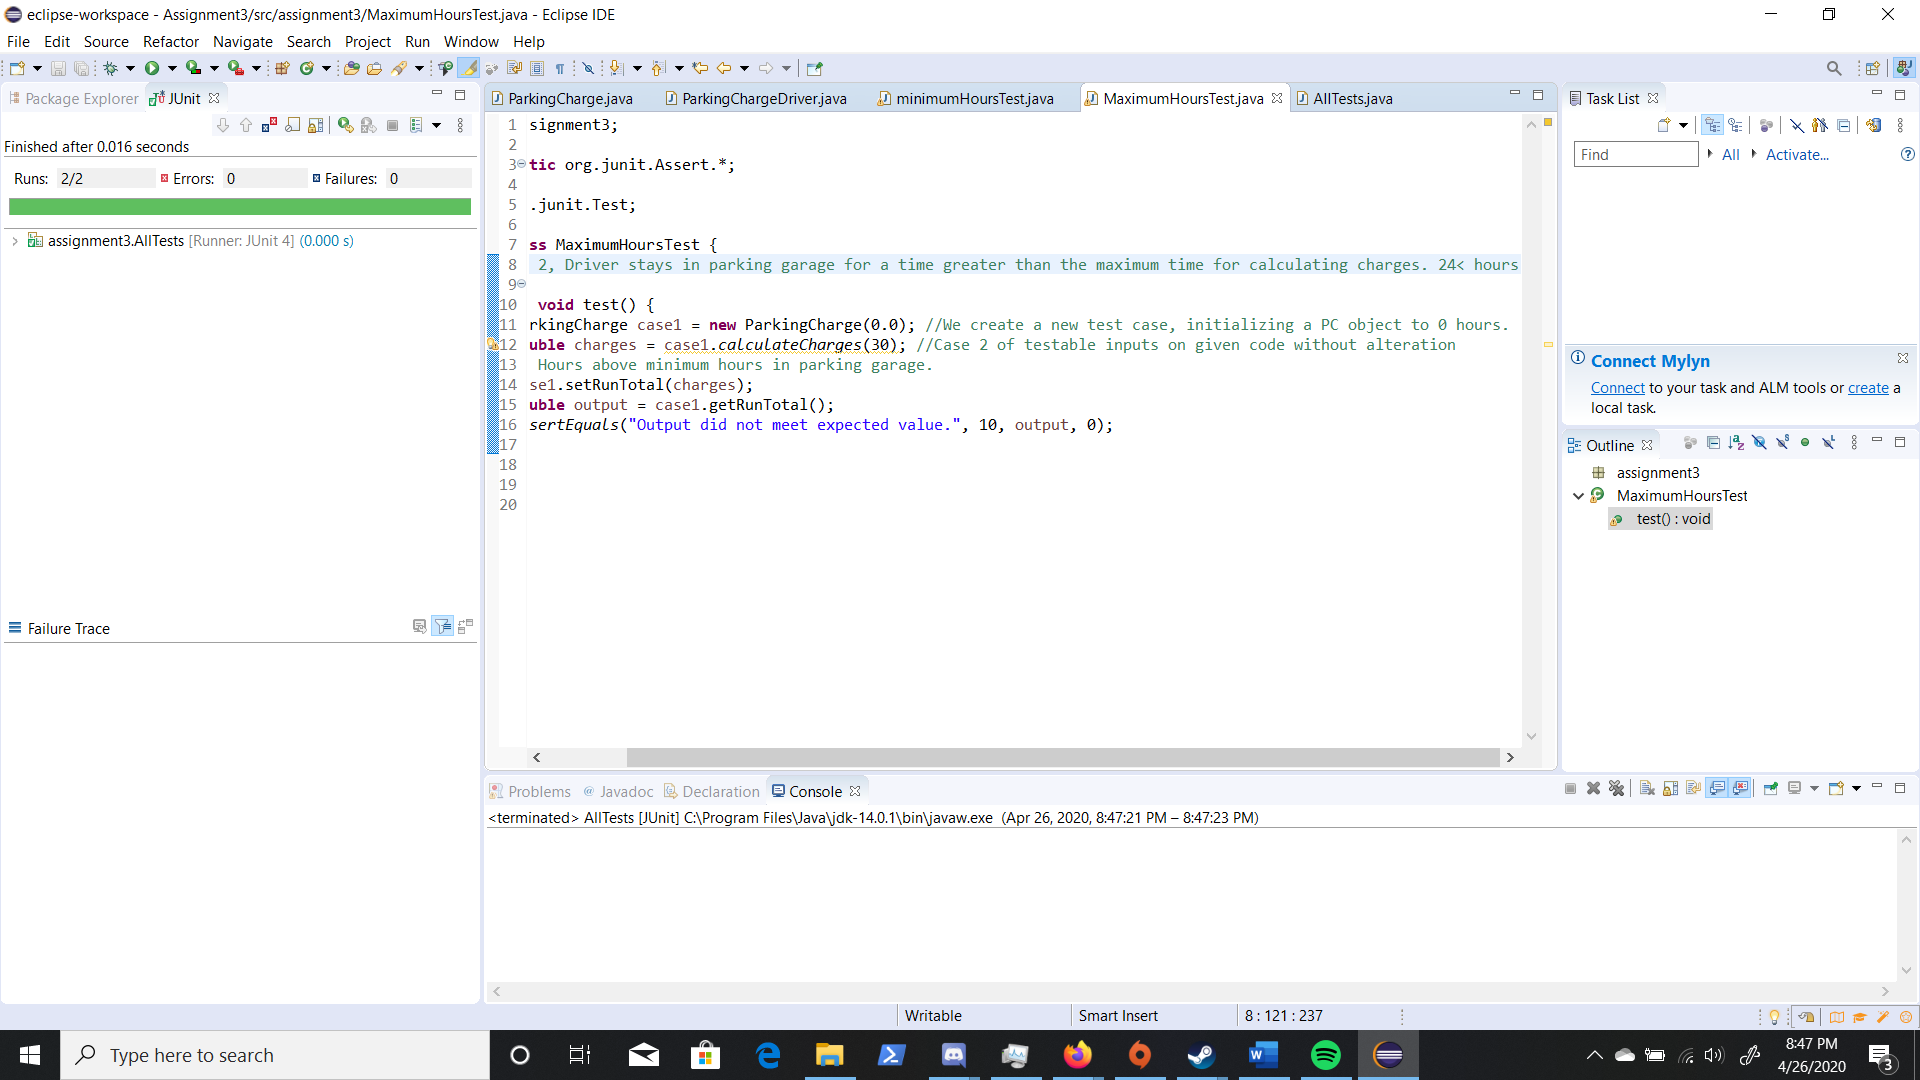 eclipse-workspace - Assignment3/src/assignment3/MaximumHoursTest.java - Eclipse IDE
File Edit Source Refactor Navigate Search Project Run Window Help
Package Explorer JUnit
Finished after 0.016 seconds
Runs: 2/2 Errors: 0 Failures: 0
assignment3.AllTests [Runner: JUnit 4] (0.000 s)
Failure Trace
ParkingCharge.java ParkingChargeDriver.java minimumHoursTest.java MaximumHoursTest.java AllTests.java
1 signment3;
2
3 tic org.junit.Assert.*;
4
5 .junit.Test;
6
7 ss MaximumHoursTest {
8 2, Driver stays in parking garage for a time greater than the maximum time for calculating charges. 24< hours
9
10 void test() {
11 rkingCharge case1 = new ParkingCharge(0.0); //We create a new test case, initializing a PC object to 0 hours.
12 uble charges = case1.calculateCharges(30); //Case 2 of testable inputs on given code without alteration
13 Hours above minimum hours in parking garage.
14 se1.setRunTotal(charges);
15 uble output = case1.getRunTotal();
16 sertEquals("Output did not meet expected value.", 10, output, 0);
17
18
19
20
Task List
Find All Activate...
Connect Mylyn
Connect to your task and ALM tools or create a
local task.
Outline
assignment3
MaximumHoursTest
test() : void
Problems Javadoc Declaration Console
<terminated> AllTests [JUnit] C:\Program Files\Java\jdk-14.0.1\bin\javaw.exe (Apr 26, 2020, 8:47:21 PM – 8:47:23 PM)
Writable Smart Insert 8 : 121 : 237
Type here to search
8:47 PM
4/26/2020
3